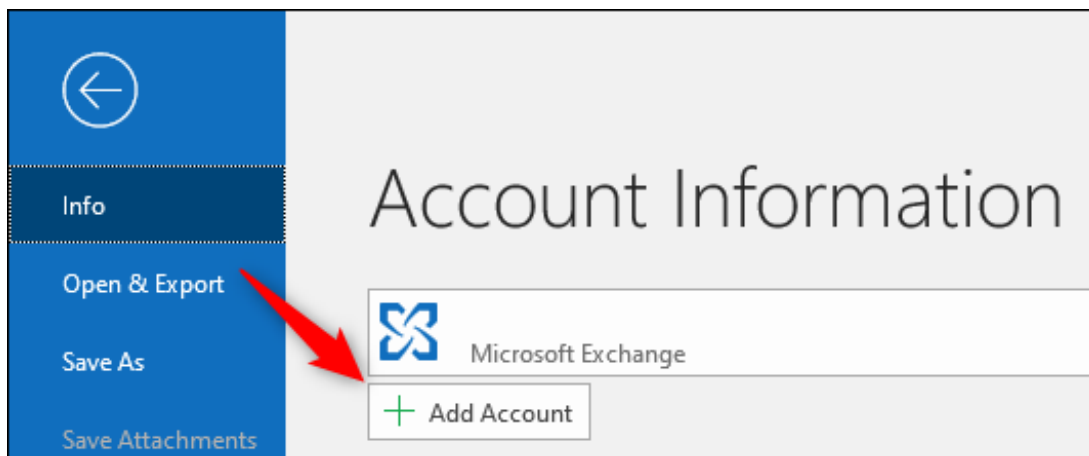 Info
Open & Export
Save As
Save Attachments
Account Information
Microsoft Exchange
Add Account